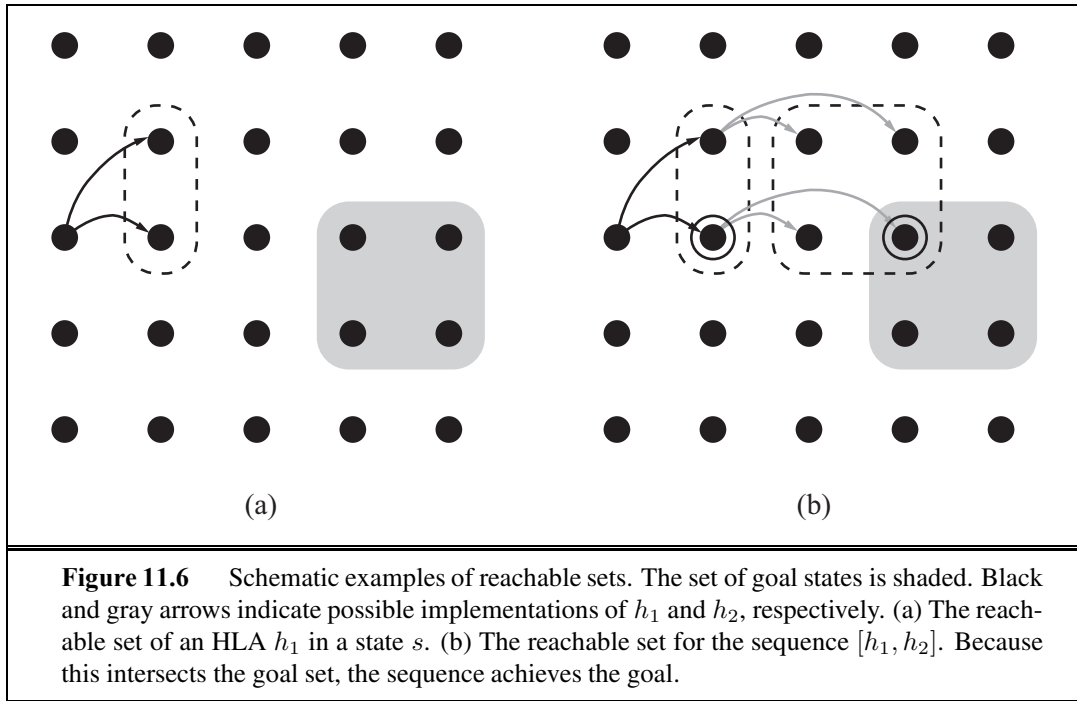 (a) (b)
Figure 11.6 Schematic examples of reachable sets. The set of goal states is shaded. Black
and gray arrows indicate possible implementations of h₁ and h₂, respectively. (a) The reach-
able set of an HLA h₁ in a state s. (b) The reachable set for the sequence [h₁, h₂]. Because
this intersects the goal set, the sequence achieves the goal.